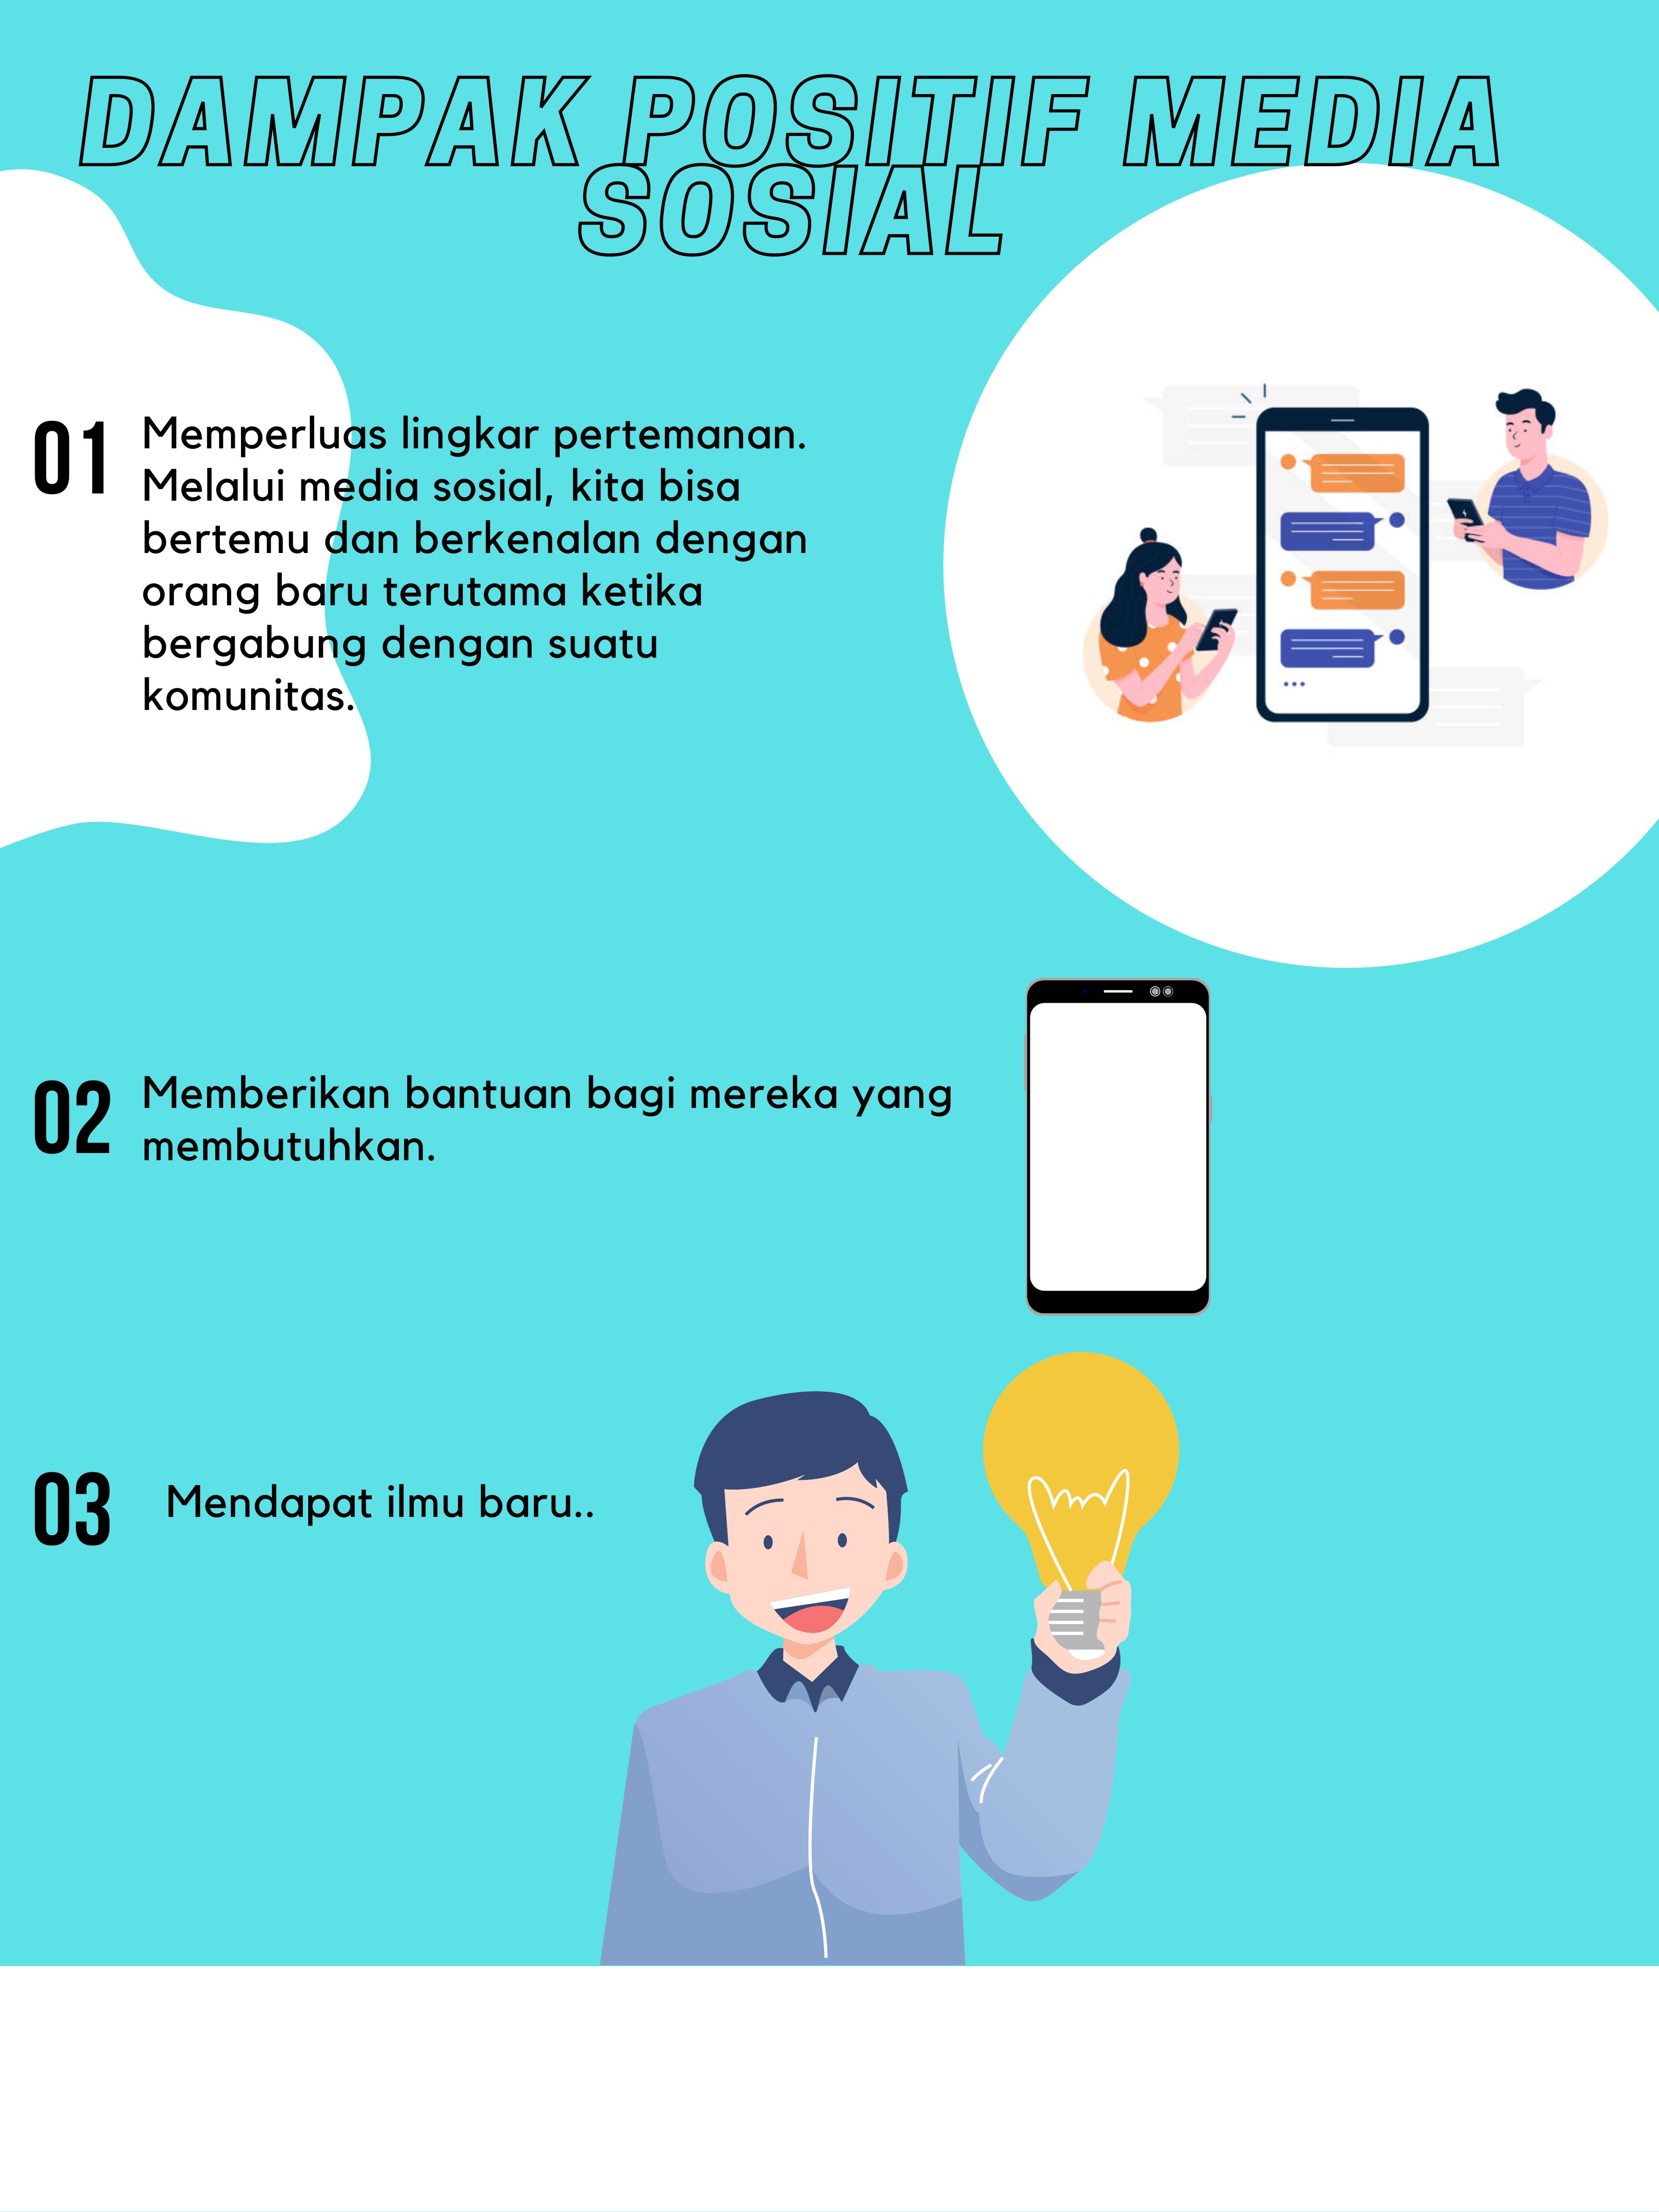 DAMPAK POSITIF MEDIA
SOSIAL
01
Memperluas lingkar pertemanan.
Melalui media sosial, kita bisa
bertemu dan berkenalan dengan
orang baru terutama ketika
bergabung dengan suatu
komunitas.
02
Memberikan bantuan bagi mereka yang
membutuhkan.
03
Mendapat ilmu baru..